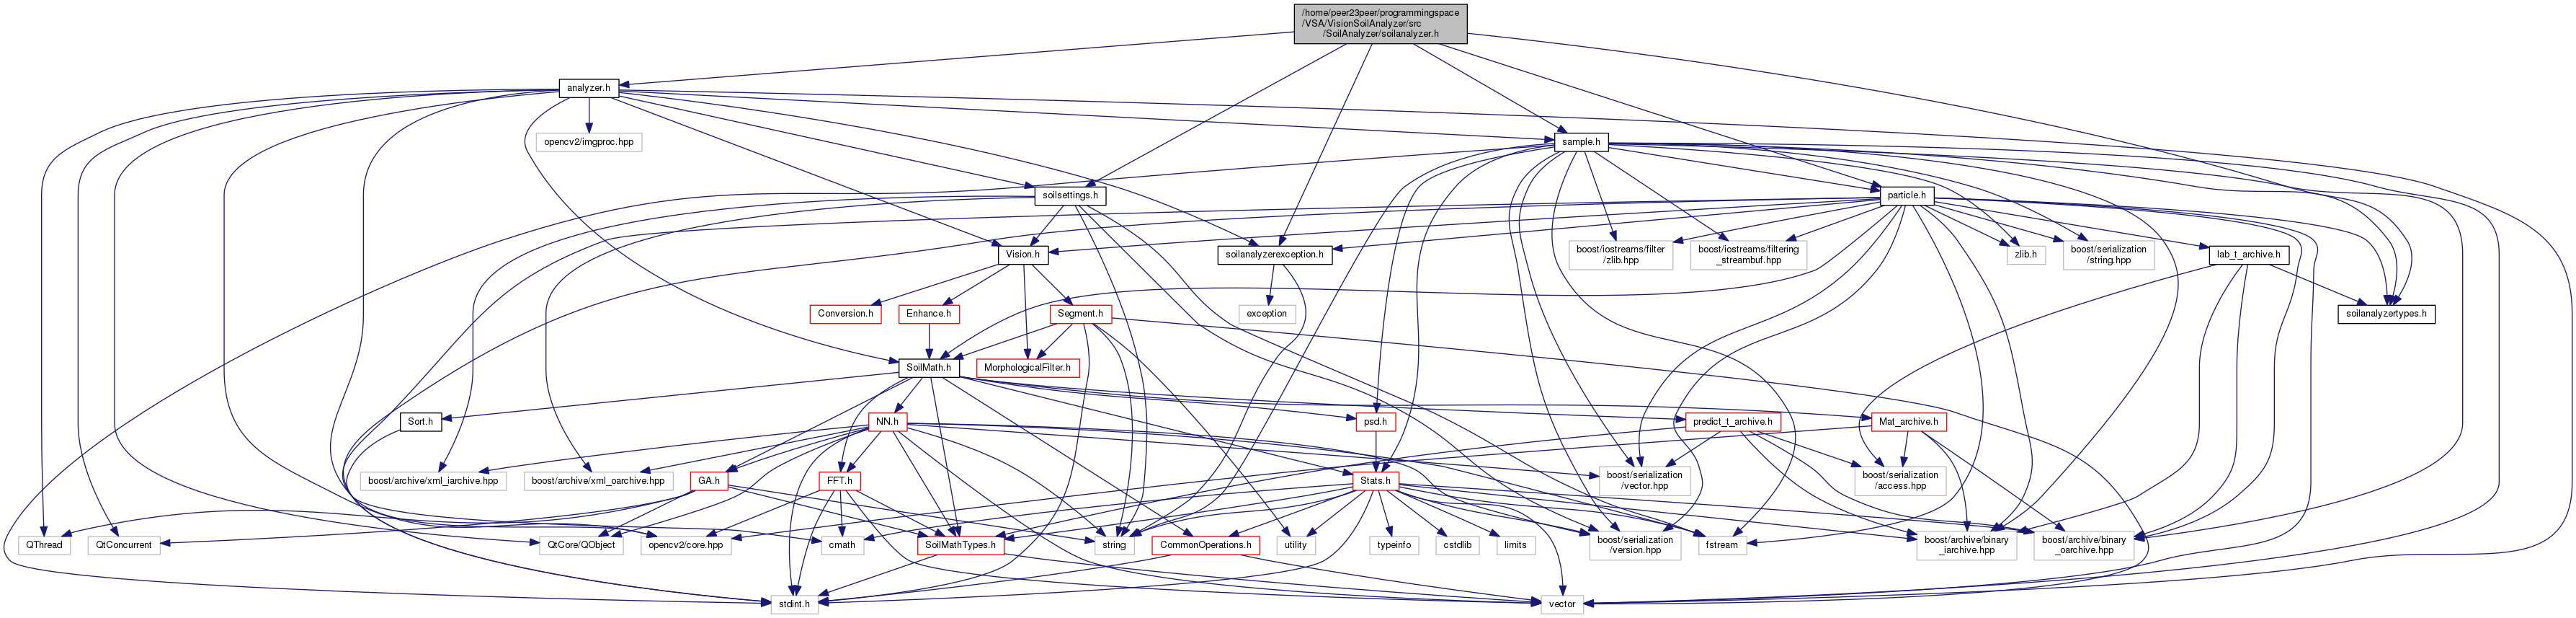 /home/peer23peer/programmingspace
/VSA/VisionSoilAnalyzer/src
/SoilAnalyzer/soilanalyzer.h
analyzer.h
opencv2/imgproc.hpp
sample.h
soilsettings.h
particle.h
Vision.h
soilanalyzerexception.h
boost/iostreams/filter
/zlib.hpp
boost/iostreams/filtering
_streambuf.hpp
zlib.h
boost/serialization
/string.hpp
lab_t_archive.h
Conversion.h
Enhance.h
Segment.h
exception
soilanalyzertypes.h
SoilMath.h
MorphologicalFilter.h
Sort.h
NN.h
psd.h
predict_t_archive.h
Mat_archive.h
boost/archive/xml_iarchive.hpp
boost/archive/xml_oarchive.hpp
GA.h
FFT.h
Stats.h
boost/serialization
/vector.hpp
boost/serialization
/access.hpp
QThread
QtConcurrent
QtCore/QObject
opencv2/core.hpp
cmath
SoilMathTypes.h
string
CommonOperations.h
utility
typeinfo
cstdlib
limits
boost/serialization
/version.hpp
fstream
boost/archive/binary
_iarchive.hpp
boost/archive/binary
_oarchive.hpp
stdint.h
vector